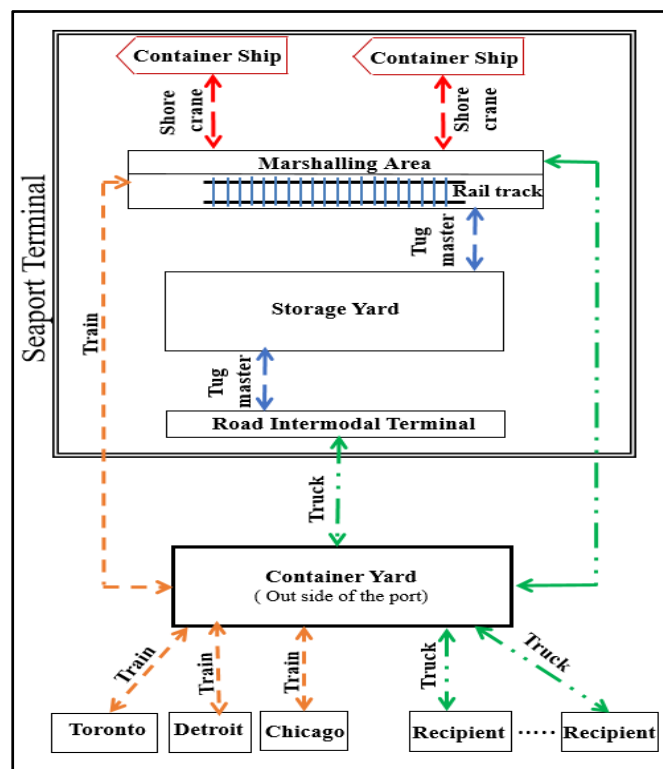 Container Ship
Container Ship
Shore
crane
Shore
crane
Marshalling Area
Rail track
Tug
master
Seaport Terminal
Train
Storage Yard
Tug
master
Road Intermodal Terminal
Truck
Container Yard
( Out side of the port)
Train
Train
Train
Truck
Truck
Toronto
Detroit
Chicago
Recipient
.....
Recipient